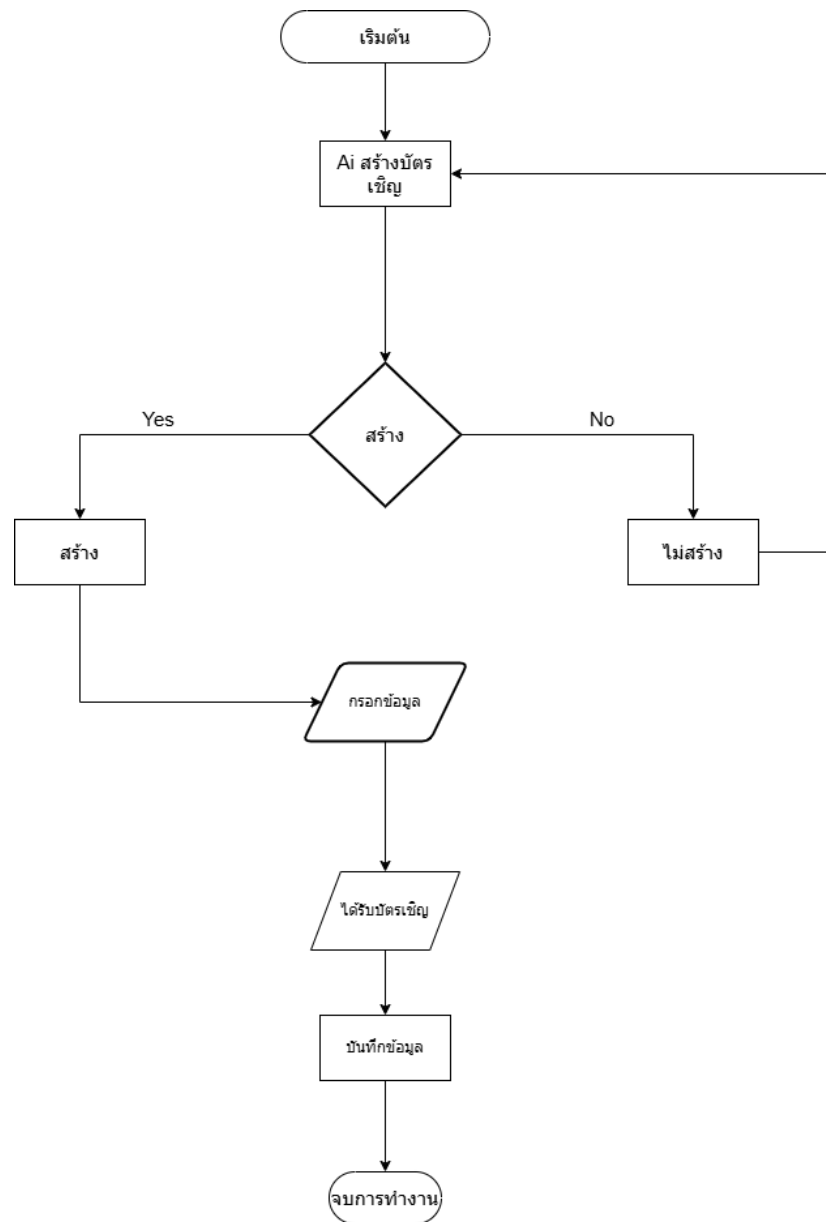 เริ่มต้น
Ai สร้างบัตร
เชิญ
สร้าง
Yes
No
สร้าง
ไม่สร้าง
กรอกข้อมูล
ได้รับบัตรเชิญ
บันทึกข้อมูล
จบการทำงาน